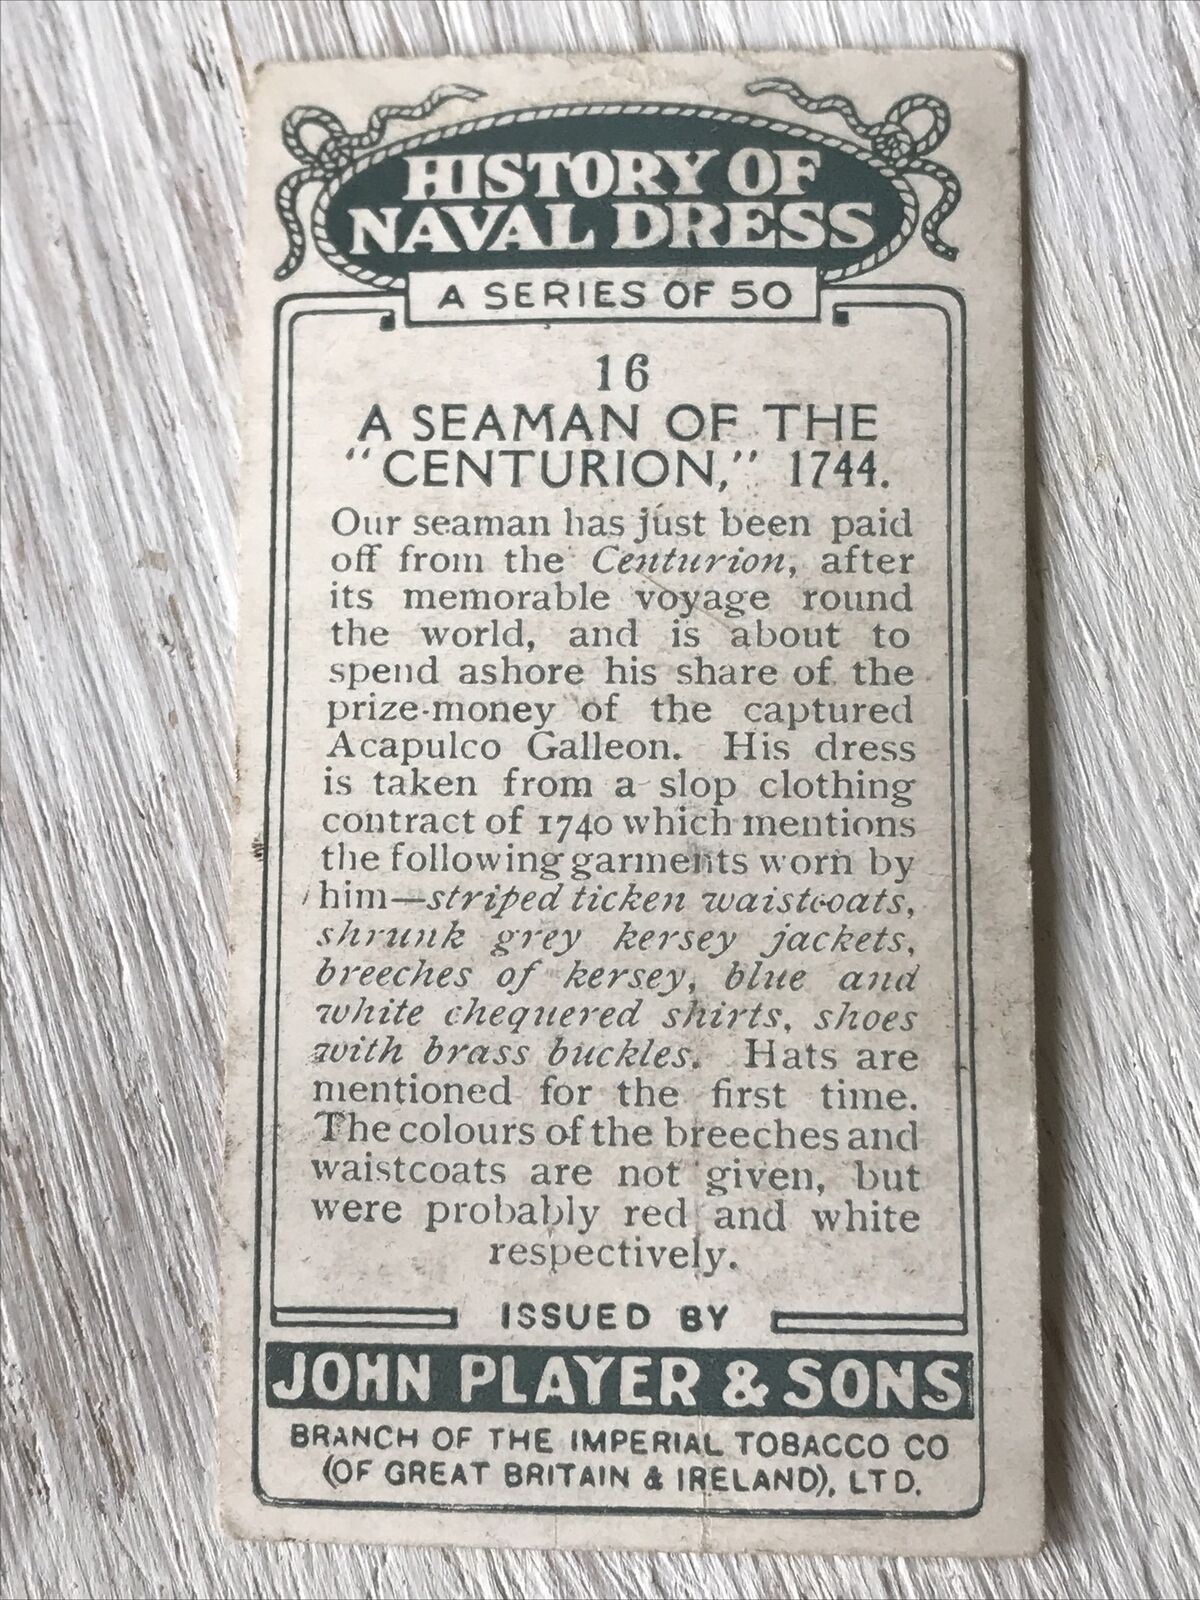 HISTORY OF
NAVAL DRESS
A SERIES OF 50
16
A SEAMAN OF THE
"CENTURION," 1744.
Our seaman has just been paid
off from the Centurion, after
its memorable voyage round
the world, and is about to
spend ashore his share of the
prize-money of the captured
Acapulco Galleon. His dress
is taken from a slop clothing
contract of 1740 which mentions
the following garments worn by
him—striped ticken waistcoats,
shrunk grey kersey jackets,
breeches of kersey, blue and
white chequered shirts, shoes
with brass buckles. Hats are
mentioned for the first time.
The colours of the breeches and
waistcoats are not given, but
were probably red and white
respectively.
ISSUED BY
JOHN PLAYER & SONS
BRANCH OF THE IMPERIAL TOBACCO CO
(OF GREAT BRITAIN & IRELAND), LTD.